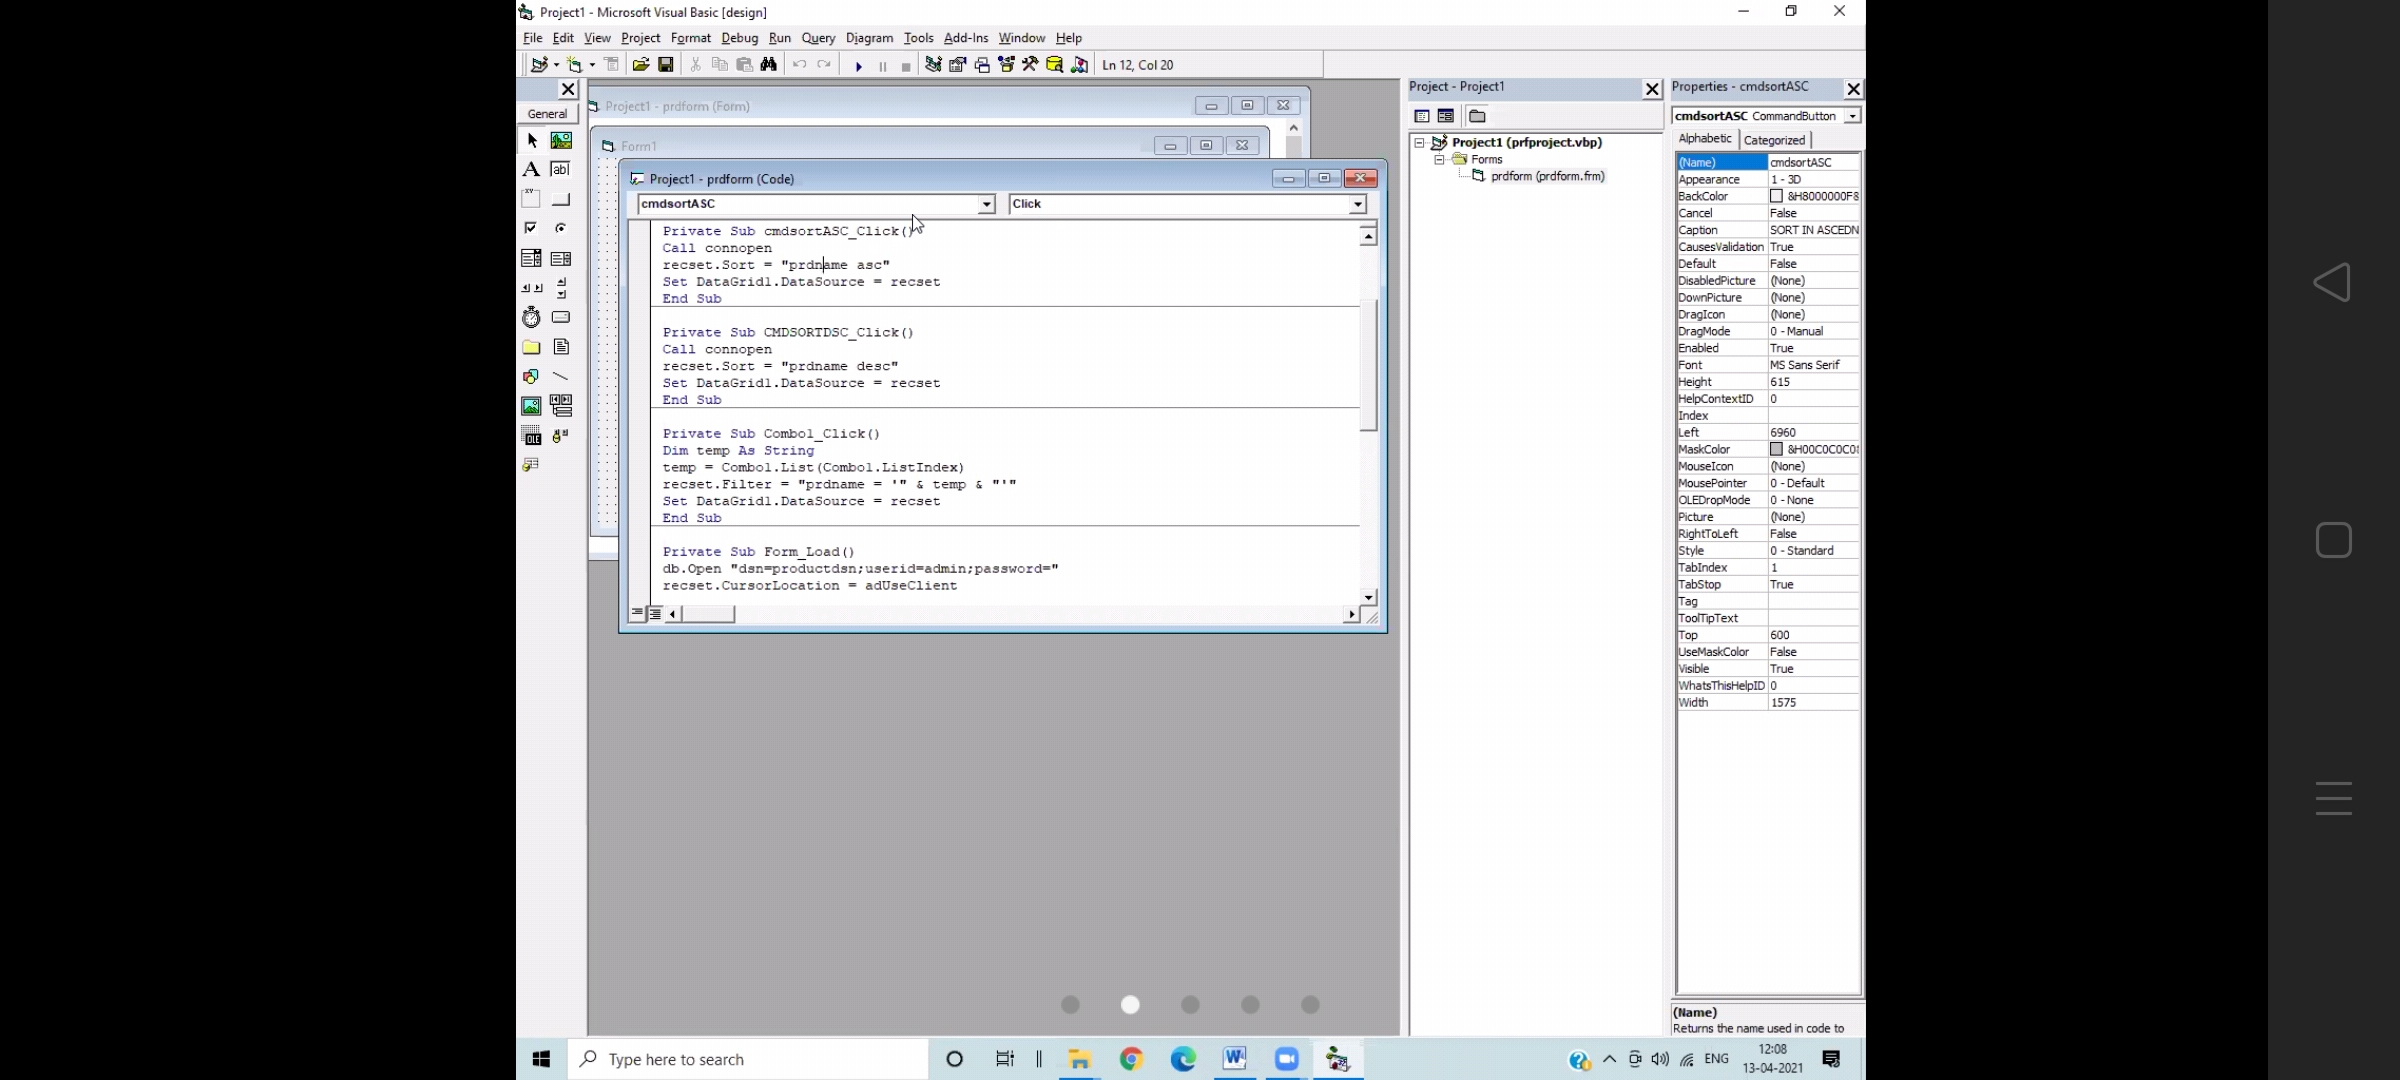 Project1 - Microsoft Visual Basic [design]
File Edit View Project Format Debug Run Query Diagram Tools Add-Ins Window Help
Ln 12, Col 20
General
Project1 - prdform (Form)
Form1
Project1 - prdform (Code)
cmdsortASC Click
Private Sub cmdsortASC_Click()
Call connopen
recset.Sort = "prdname asc"
Set DataGrid1.DataSource = recset
End Sub
Private Sub CMDSORTDSC_Click()
Call connopen
recset.Sort = "prdname desc"
Set DataGrid1.DataSource = recset
End Sub
Private Sub Combo1_Click()
Dim temp As String
temp = Combo1.List(Combo1.ListIndex)
recset.Filter = "prdname = '" & temp & "'"
Set DataGrid1.DataSource = recset
End Sub
Private Sub Form_Load()
db.Open "dsn=productdsn;userid=admin;password="
recset.CursorLocation = adUseClient
Project - Project1
Project1 (prfproject.vbp)
Forms
prdform (prdform.frm)
Properties - cmdsortASC
cmdsortASC CommandButton
Alphabetic Categorized
(Name) cmdsortASC
Appearance 1 - 3D
BackColor &H8000000F&
Cancel False
Caption SORT IN ASCEDN
CausesValidation True
Default False
DisabledPicture (None)
DownPicture (None)
DragIcon (None)
DragMode 0 - Manual
Enabled True
Font MS Sans Serif
Height 615
HelpContextID 0
Index
Left 6960
MaskColor &H00C0C0C0
MouseIcon (None)
MousePointer 0 - Default
OLEDropMode 0 - None
Picture (None)
RightToLeft False
Style 0 - Standard
TabIndex 1
TabStop True
Tag
ToolTipText
Top 600
UseMaskColor False
Visible True
WhatsThisHelpID 0
Width 1575
(Name)
Returns the name used in code to
Type here to search
ENG
12:08
13-04-2021